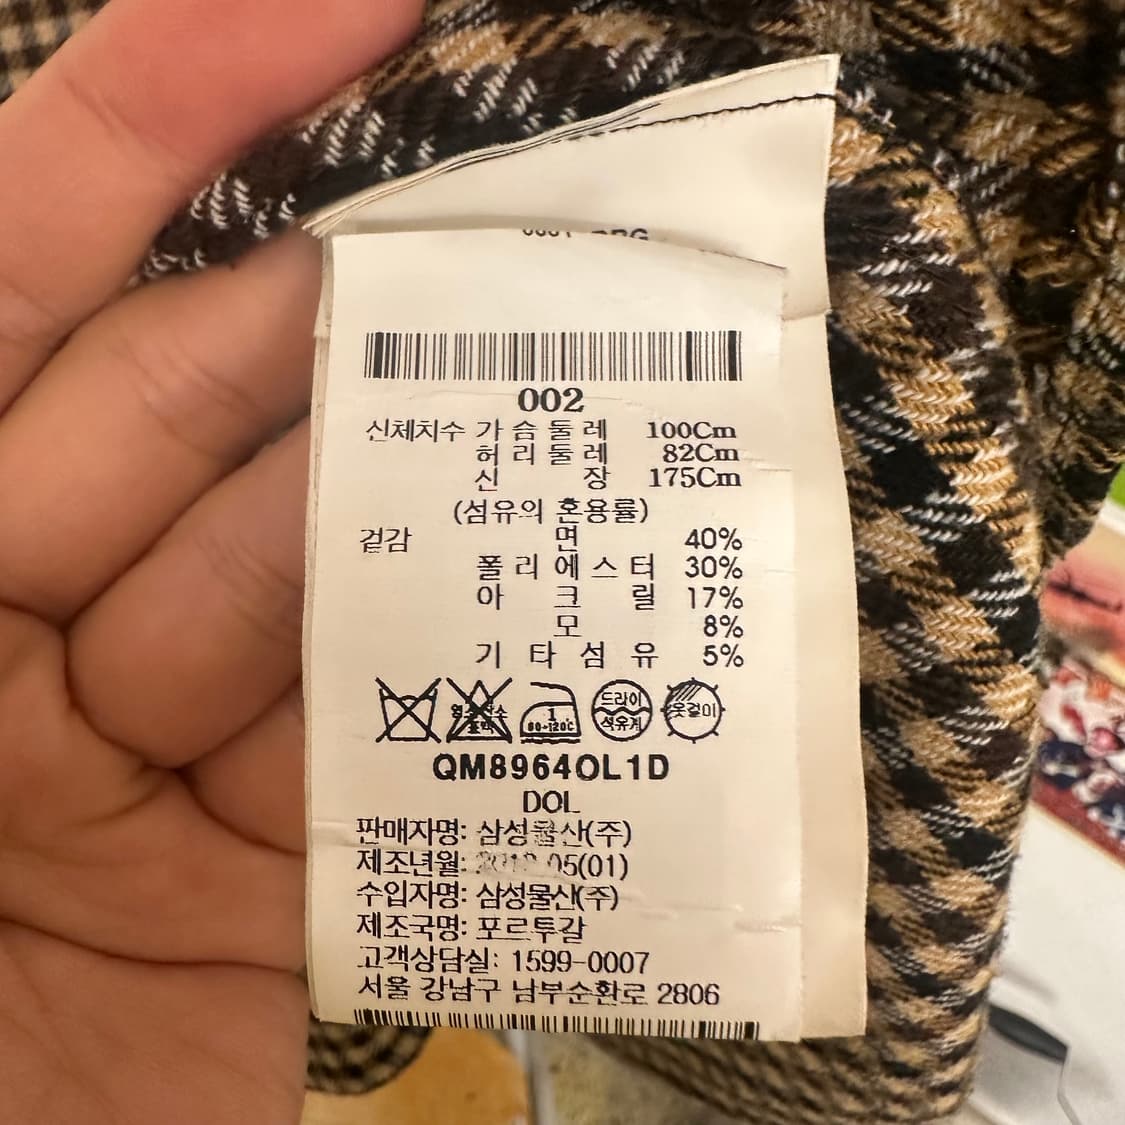 002
신체치수 가슴둘레 100Cm
허리둘레 82Cm
신장 175Cm
(섬유의 혼용률)
겉감 면 40%
폴리에스터 30%
아크릴 17%
모 8%
기타섬유 5%
1 80~120℃ 드라이 석유계 옷걸이
QM8964OL1D
DOL
판매자명: 삼성물산(주)
제조년월: 05(01)
수입자명: 삼성물산(주)
제조국명: 포르투갈
고객상담실: 1599-0007
서울 강남구 남부순환로 2806